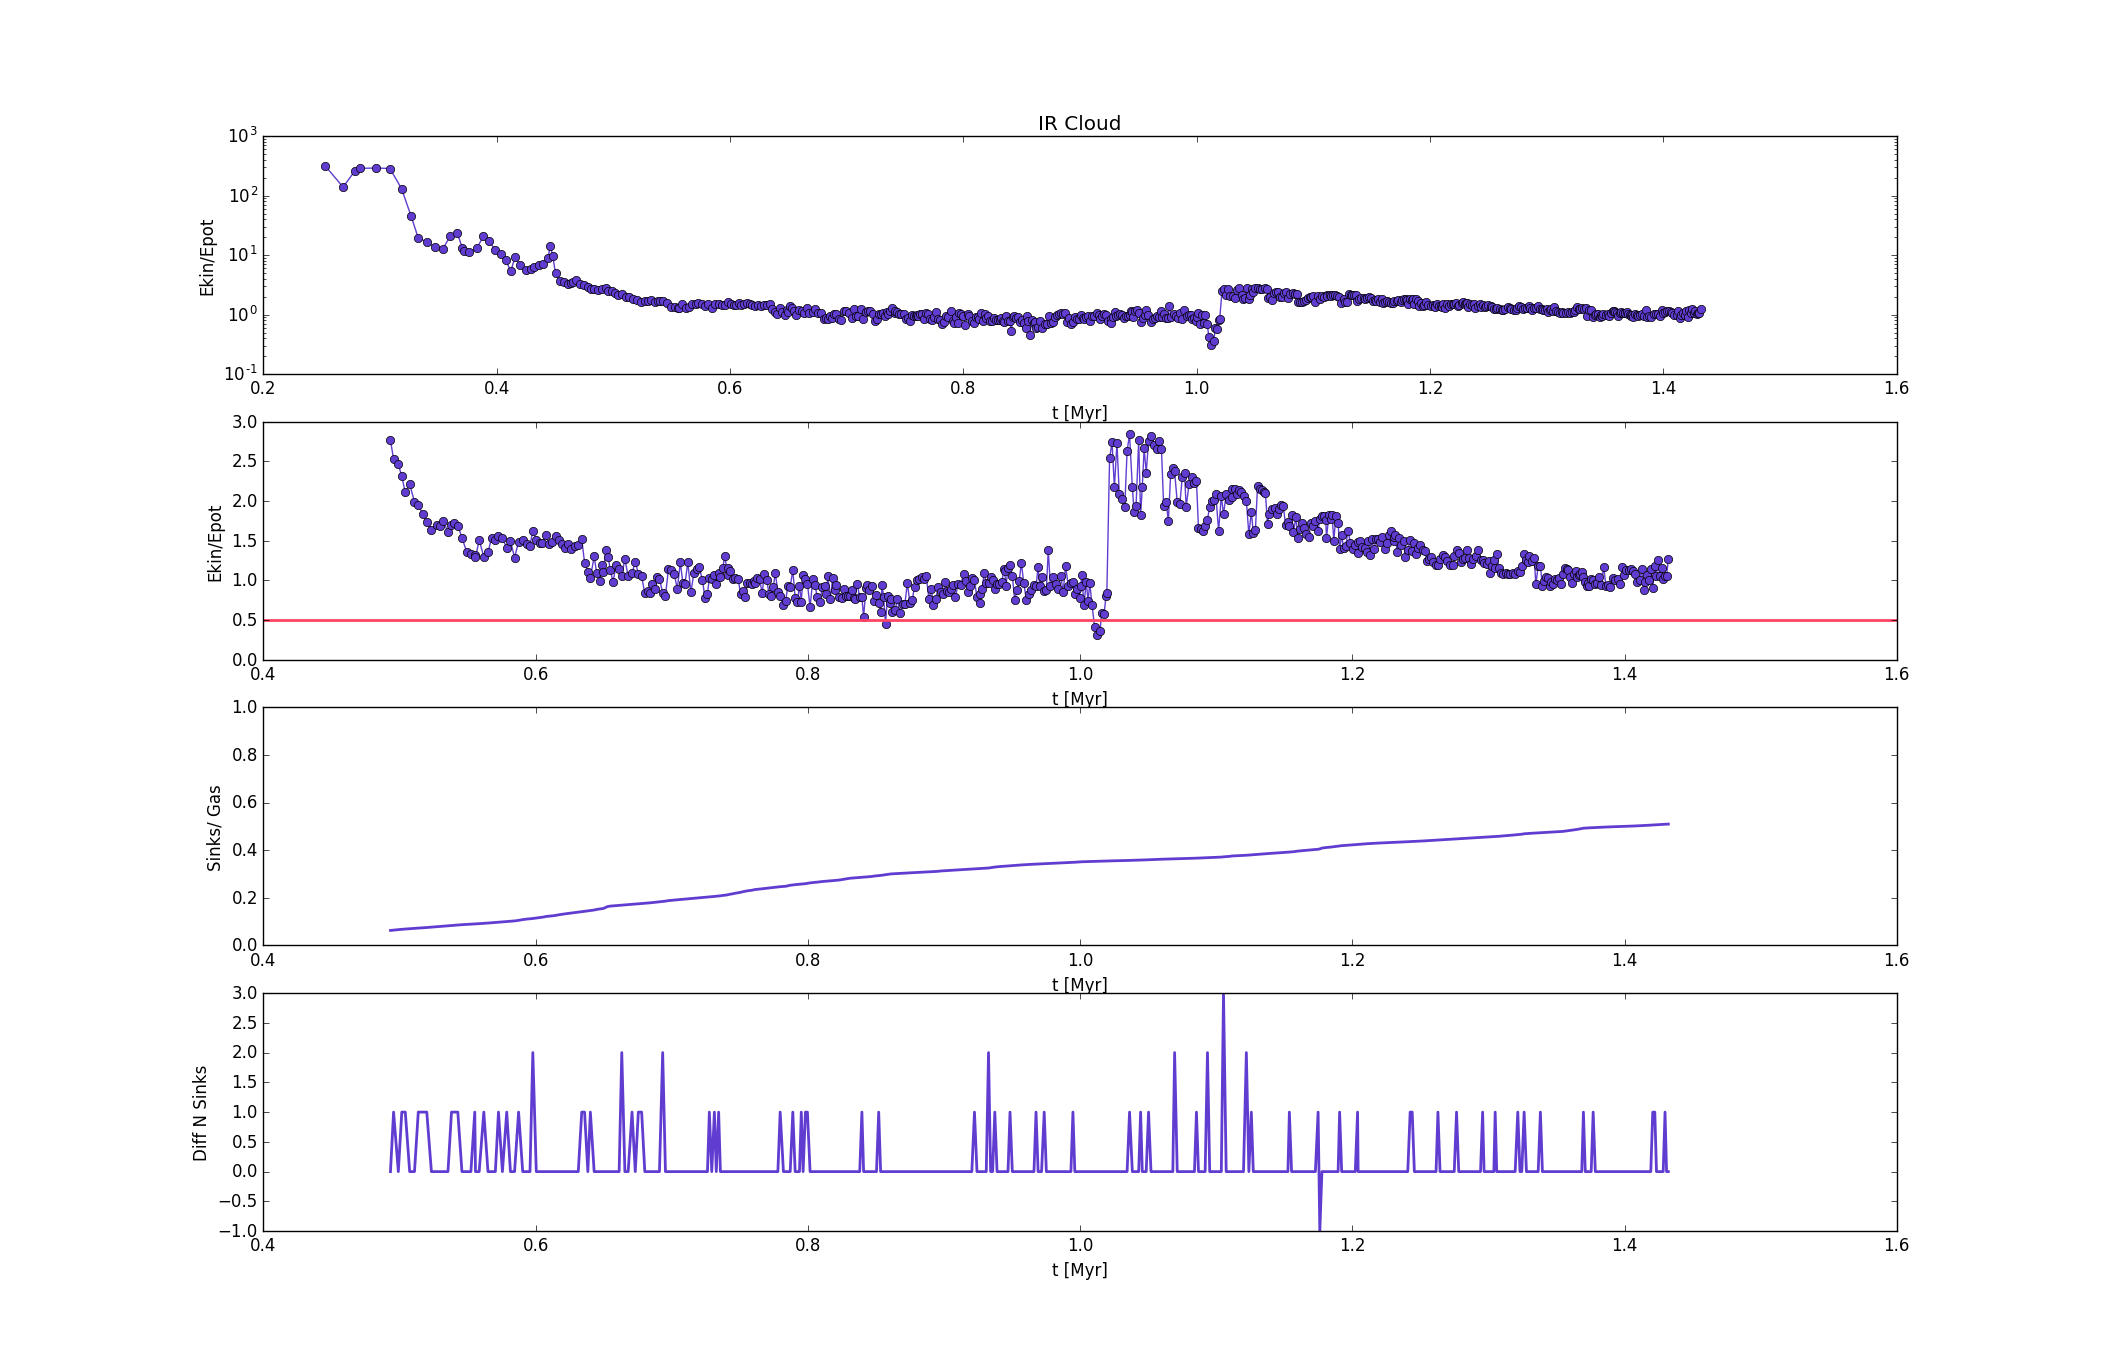 IR Cloud
10^3
10^2
10^1
10^0
10^-1
Ekin/Epot
0.2 0.4 0.6 0.8 1.0 1.2 1.4 1.6
t [Myr]
3.0
2.5
2.0
1.5
1.0
0.5
0.0
Ekin/Epot
0.4 0.6 0.8 1.0 1.2 1.4 1.6
t [Myr]
1.0
0.8
0.6
0.4
0.2
0.0
Sinks/ Gas
0.4 0.6 0.8 1.0 1.2 1.4 1.6
t [Myr]
3.0
2.5
2.0
1.5
1.0
0.5
0.0
−0.5
−1.0
Diff N Sinks
0.4 0.6 0.8 1.0 1.2 1.4 1.6
t [Myr]